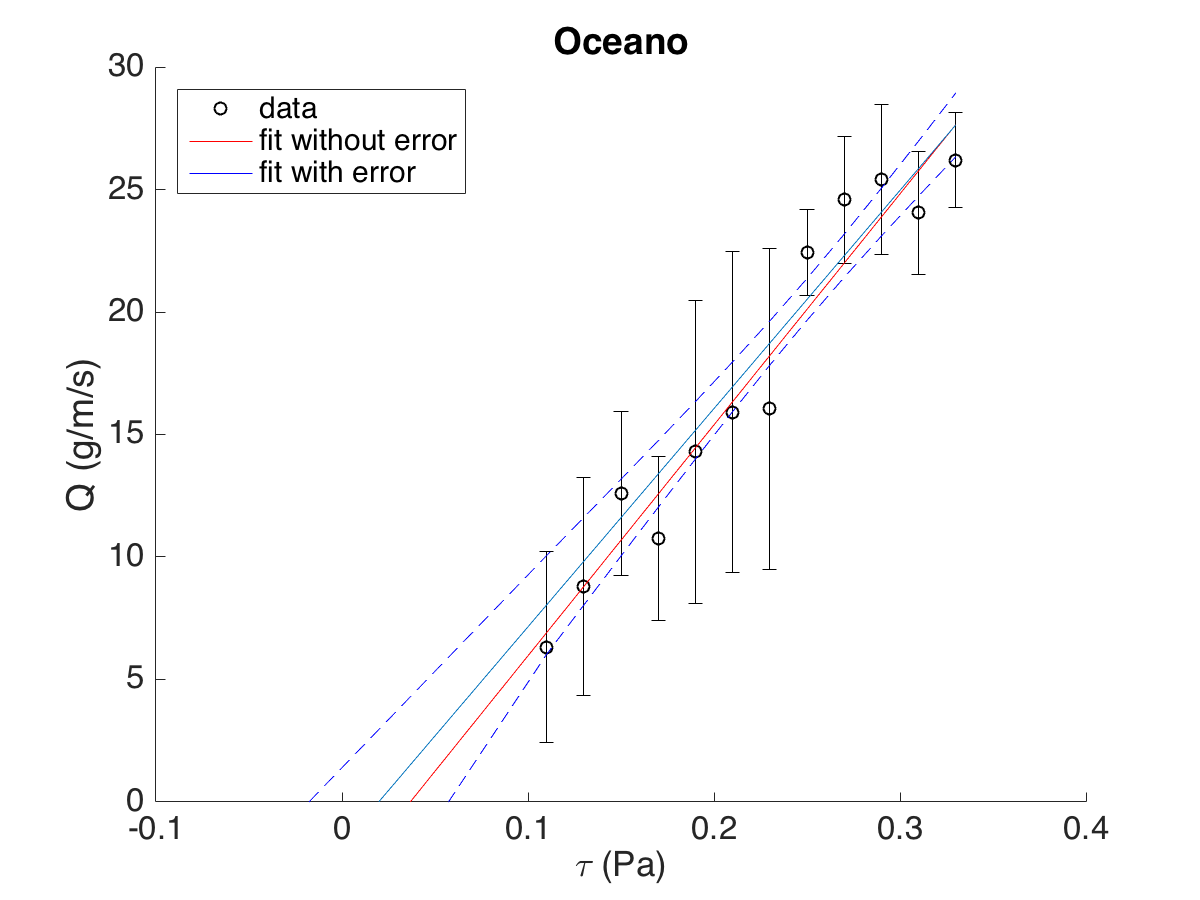 Oceano
30
25
20
15
10
5
0
Q (g/m/s)
data
fit without error
fit with error
-0.1
0
0.1
0.2
0.3
0.4
τ (Pa)